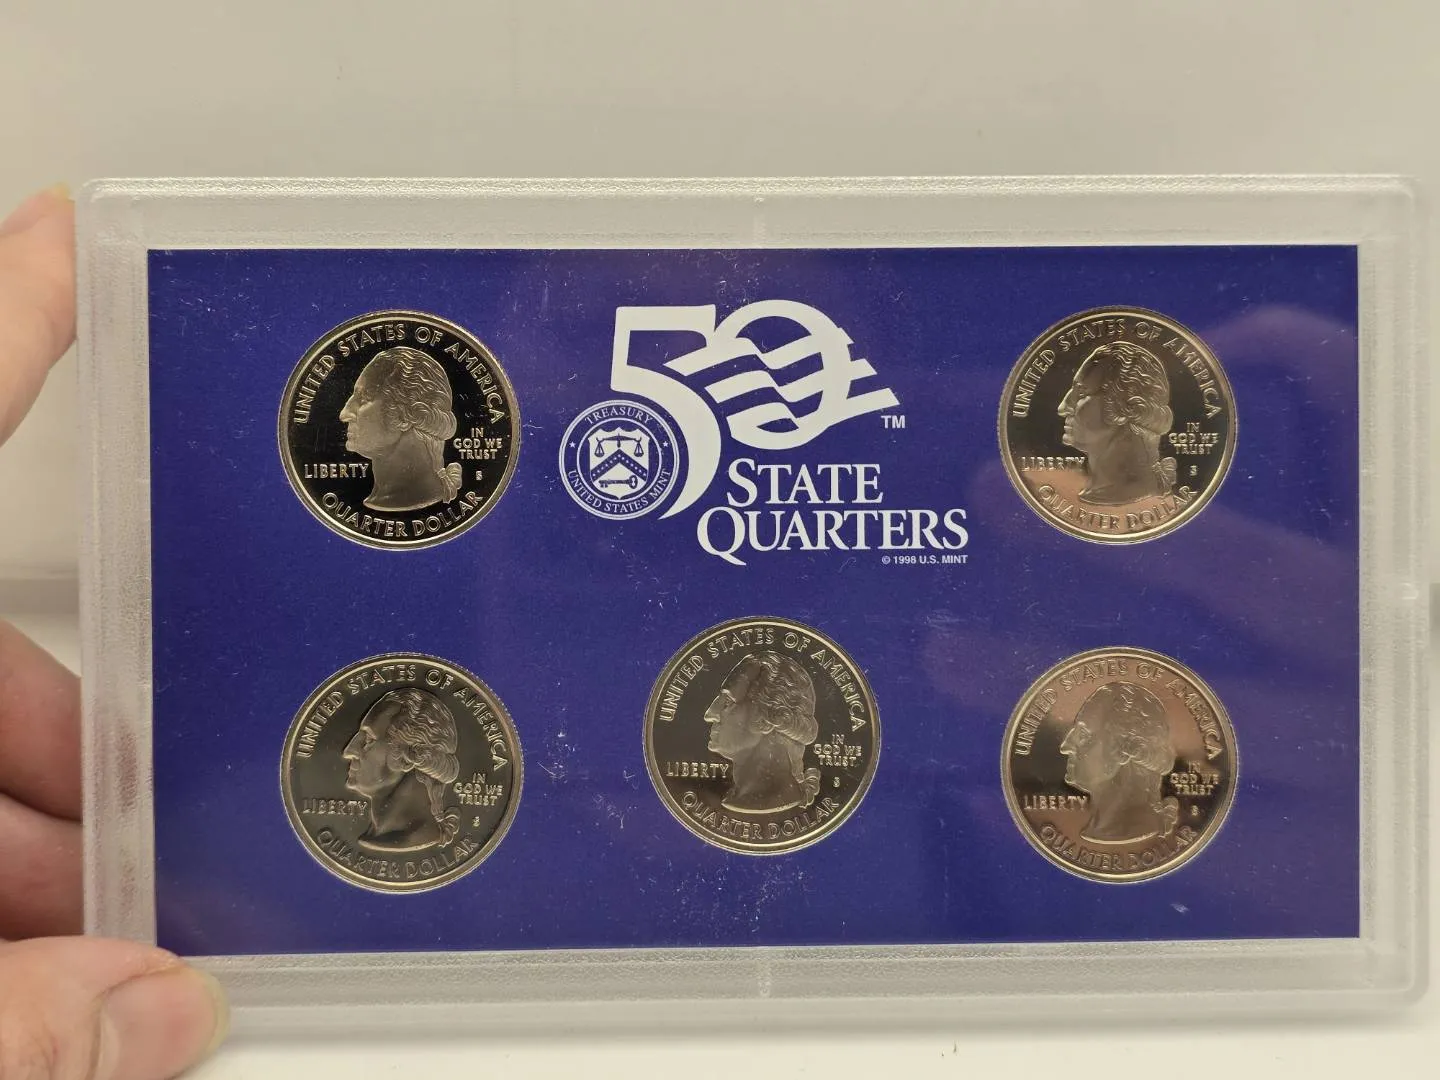 UNITED STATES OF AMERICA
LIBERTY
IN
GOD WE
TRUST
S
QUARTER DOLLAR
50
TM
TREASURY
UNITED STATES MINT
STATE
QUARTERS
© 1998 U.S. MINT
UNITED STATES OF AMERICA
LIBERTY
IN
GOD WE
TRUST
S
QUARTER DOLLAR
UNITED STATES OF AMERICA
LIBERTY
IN
GOD WE
TRUST
S
QUARTER DOLLAR
UNITED STATES OF AMERICA
LIBERTY
IN
GOD WE
TRUST
S
QUARTER DOLLAR
UNITED STATES OF AMERICA
LIBERTY
IN
GOD WE
TRUST
S
QUARTER DOLLAR